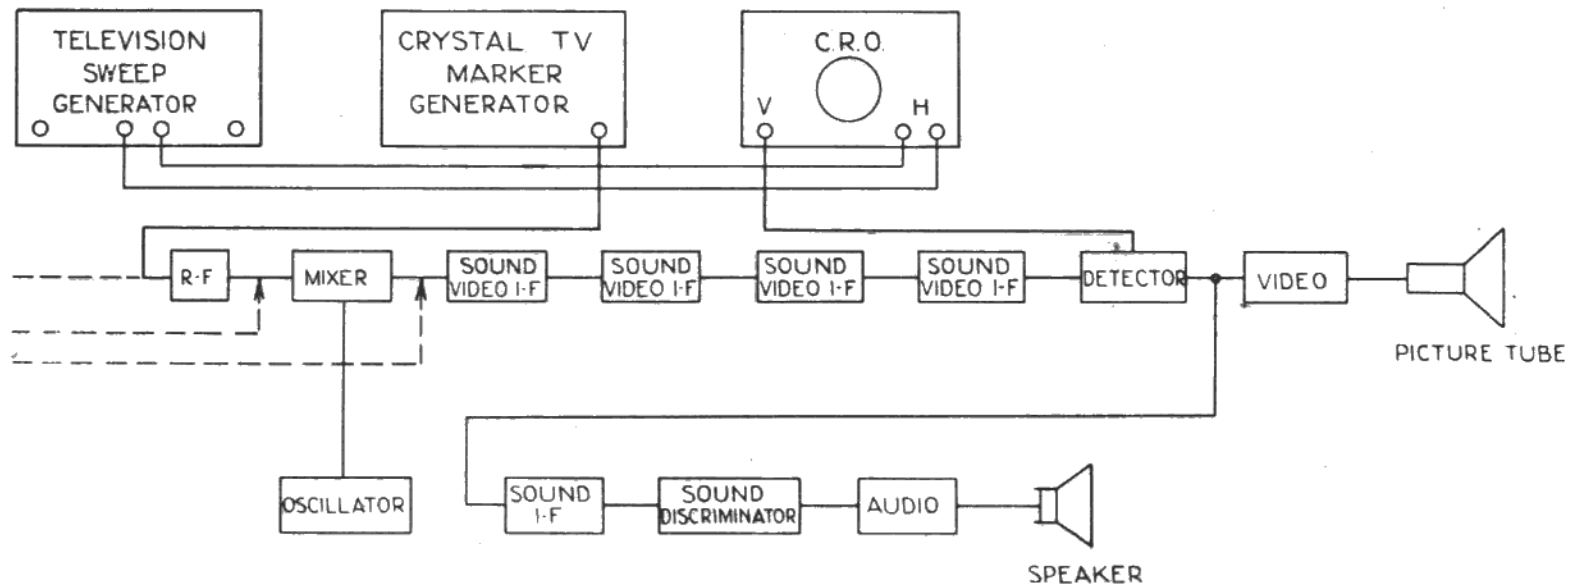 TELEVISION
SWEEP
GENERATOR
CRYSTAL TV
MARKER
GENERATOR
C.R.O.
V
H
R-F
MIXER
SOUND
VIDEO I-F
SOUND
VIDEO I-F
SOUND
VIDEO I-F
SOUND
VIDEO I-F
DETECTOR
VIDEO
PICTURE TUBE
OSCILLATOR
SOUND
I-F
SOUND
DISCRIMINATOR
AUDIO
SPEAKER